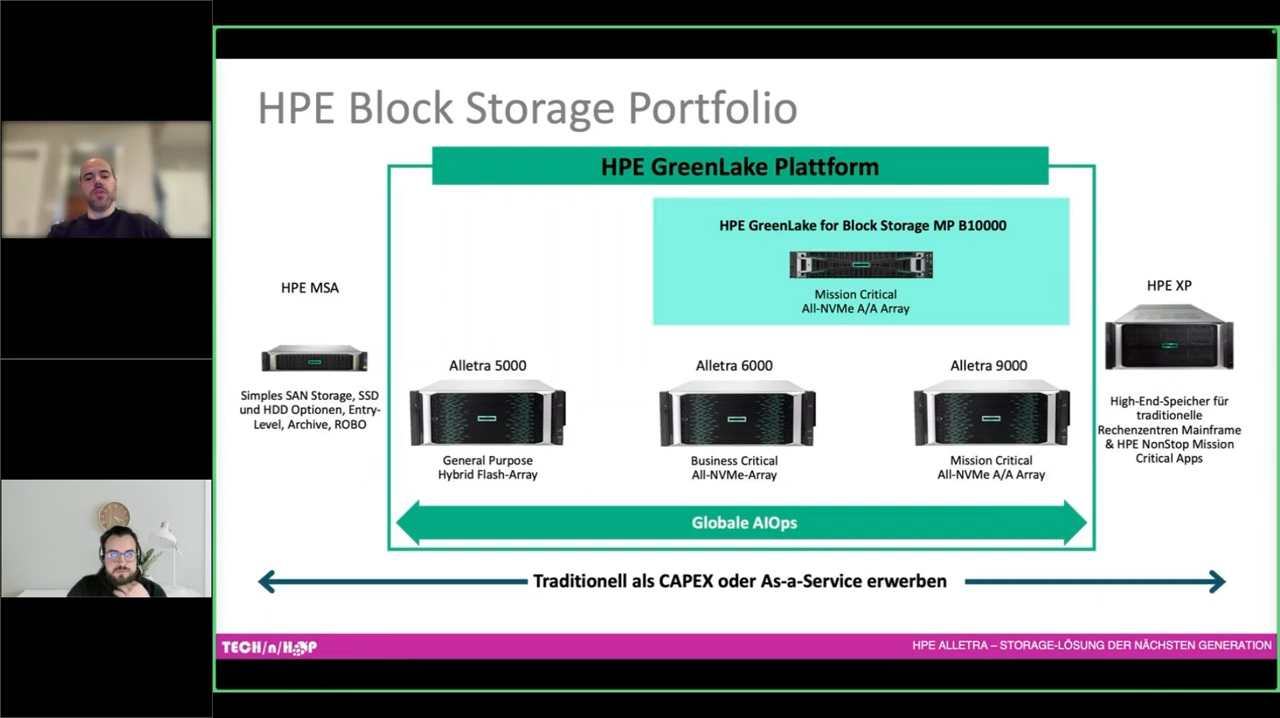 HPE Block Storage Portfolio
HPE GreenLake Plattform
HPE GreenLake for Block Storage MP B10000
Mission Critical
All-NVMe A/A Array
HPE MSA
Simples SAN Storage, SSD
und HDD Optionen, Entry-
Level, Archive, ROBO
Alletra 5000
General Purpose
Hybrid Flash-Array
Alletra 6000
Business Critical
All-NVMe-Array
Alletra 9000
Mission Critical
All-NVMe A/A Array
HPE XP
High-End-Speicher für
traditionelle
Rechenzentren Mainframe
& HPE NonStop Mission
Critical Apps
Globale AIOps
Traditionell als CAPEX oder As-a-Service erwerben
TECH/n/HOP
HPE ALLETRA – STORAGE-LÖSUNG DER NÄCHSTEN GENERATION